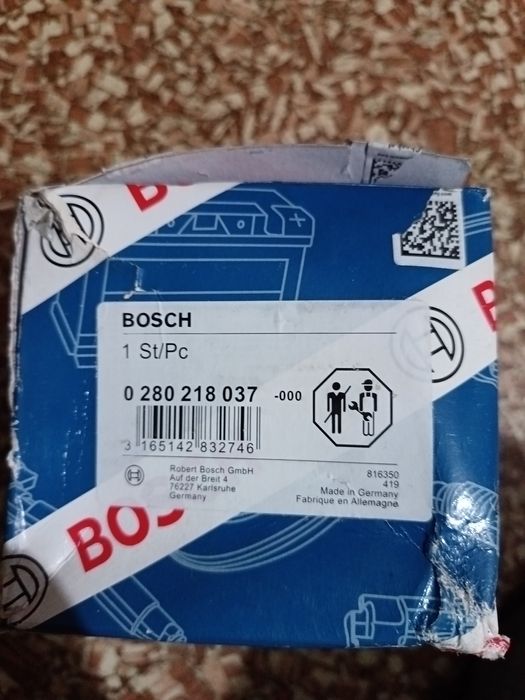 BOSCH
1 St/Pc
0 280 218 037 -000
3 165142 832746
Robert Bosch GmbH
Auf der Breit 4
76227 Karlsruhe
Germany
816350
419
Made in Germany
Fabrique en Allemagne